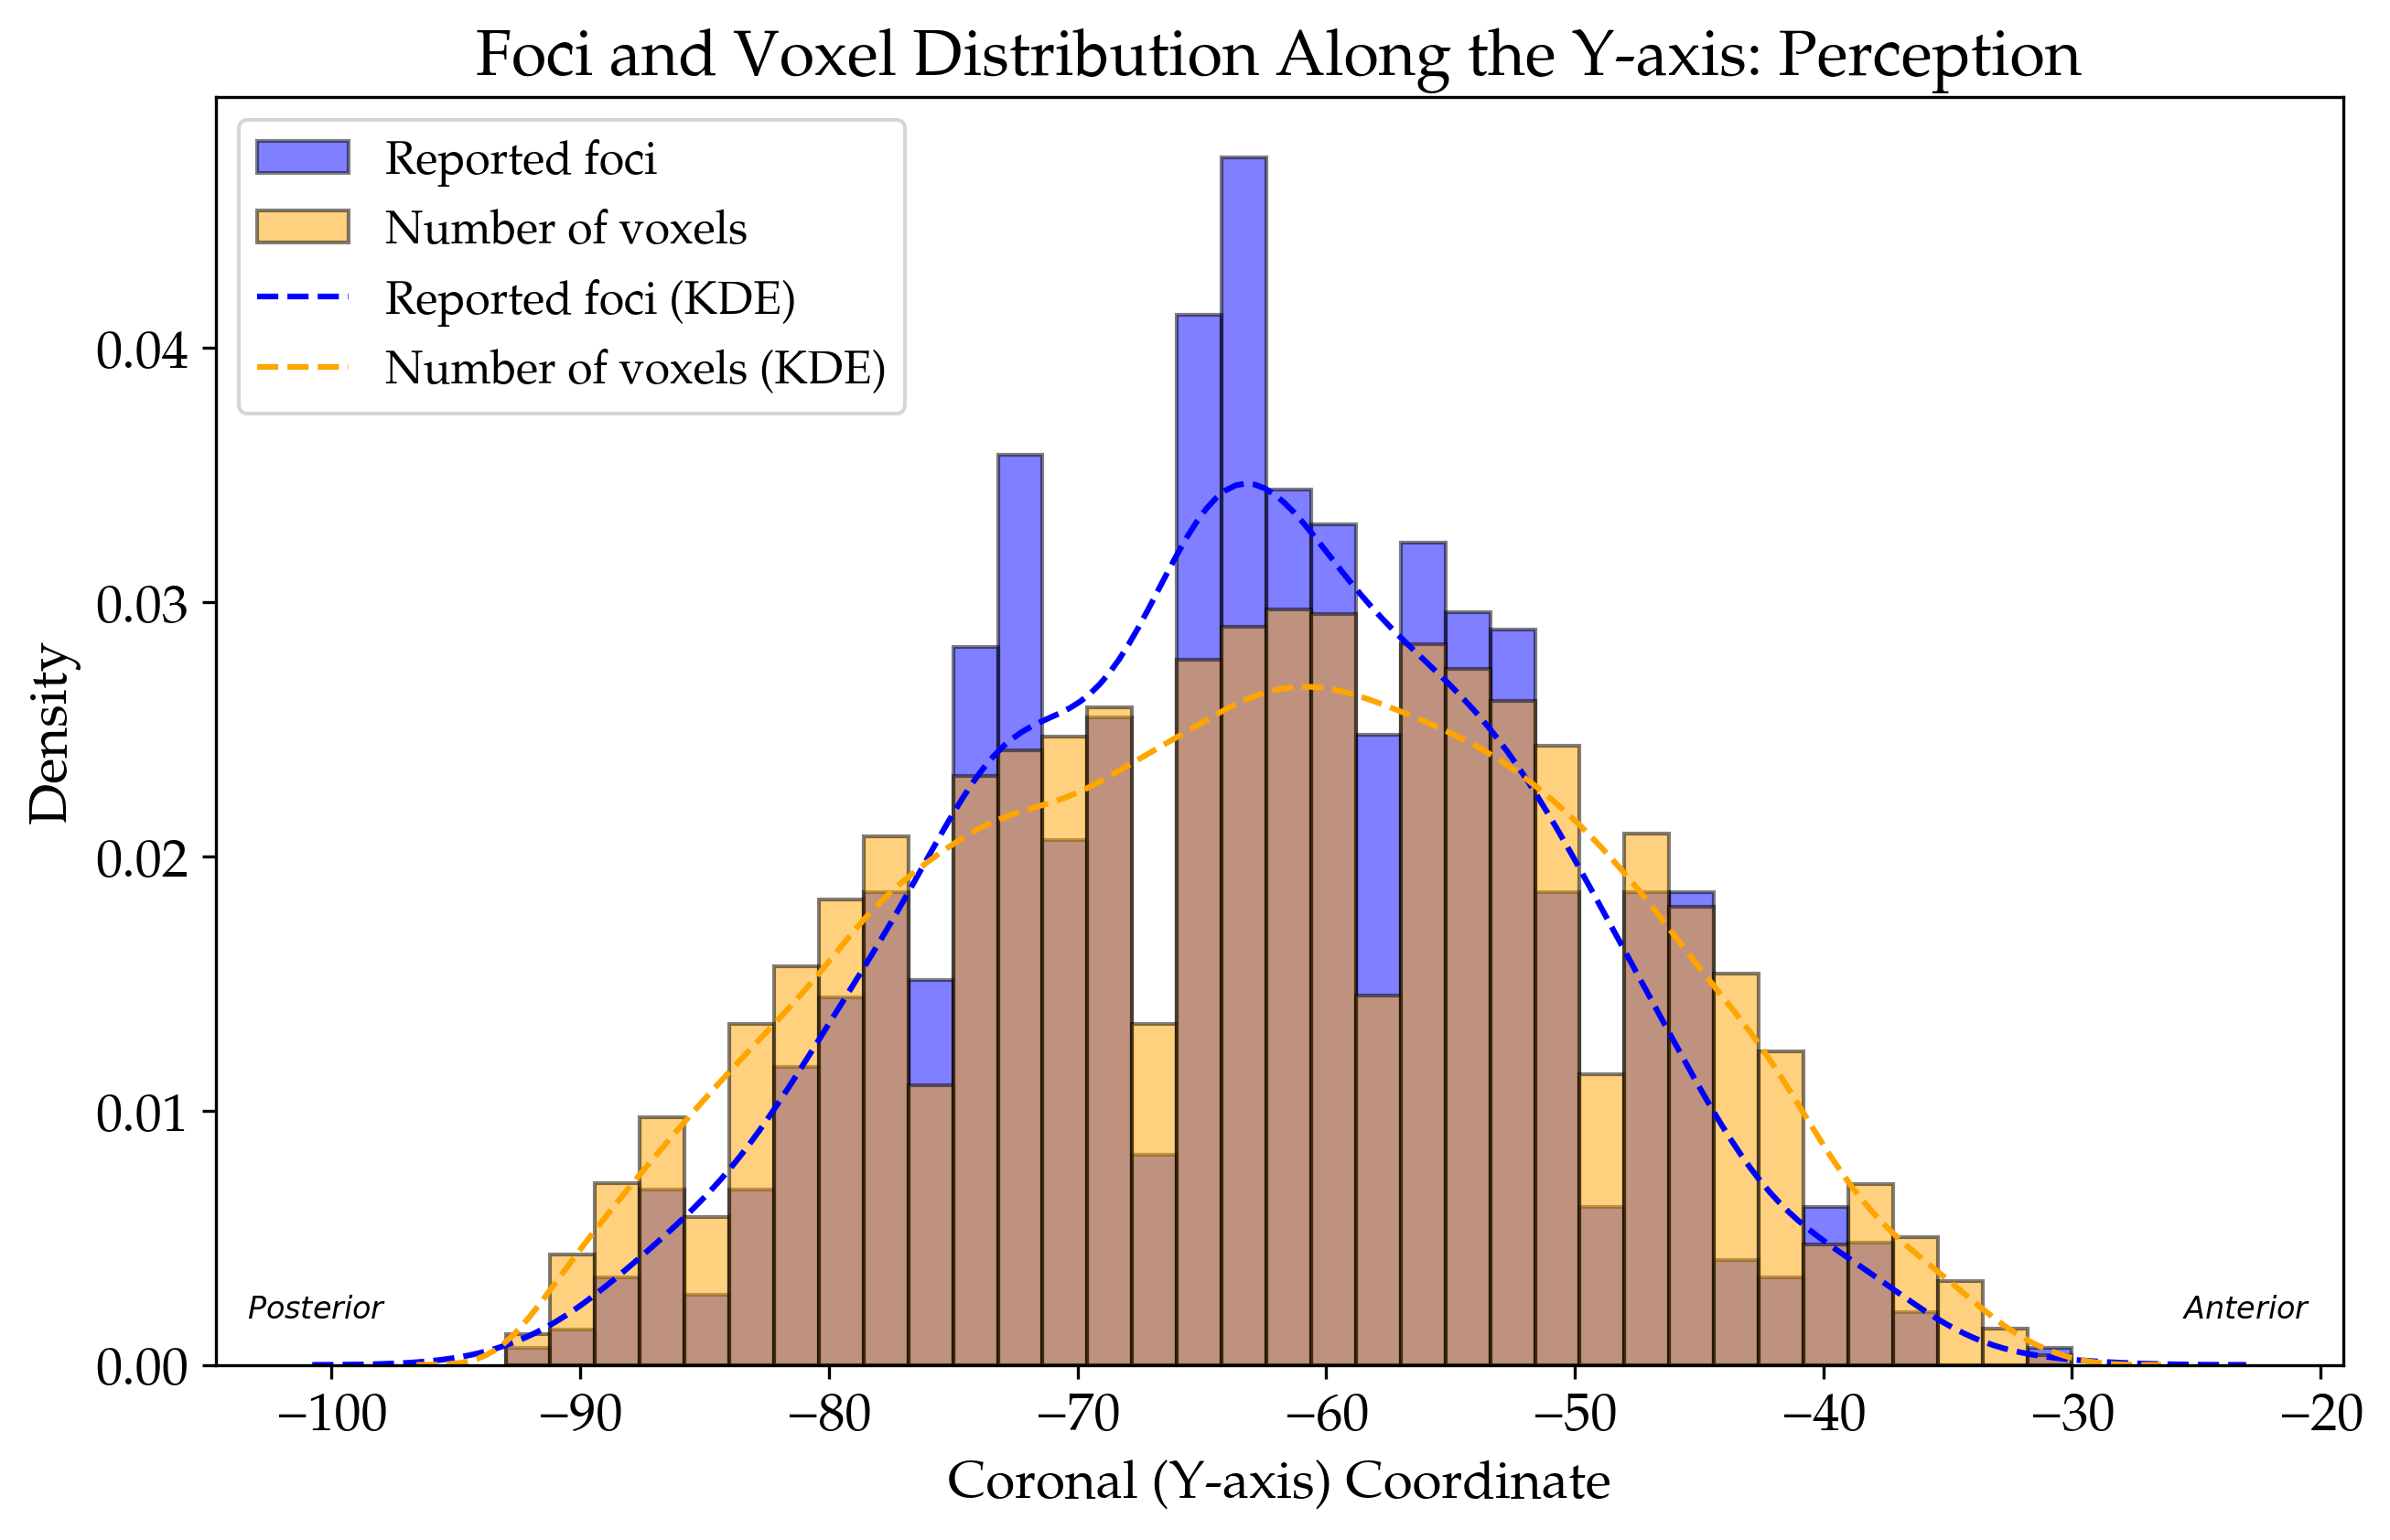 Foci and Voxel Distribution Along the Y-axis: Perception
Reported foci
Number of voxels
Reported foci (KDE)
Number of voxels (KDE)
0.04
0.03
0.02
0.01
0.00
Density
Posterior
Anterior
−100 −90 −80 −70 −60 −50 −40 −30 −20
Coronal (Y-axis) Coordinate